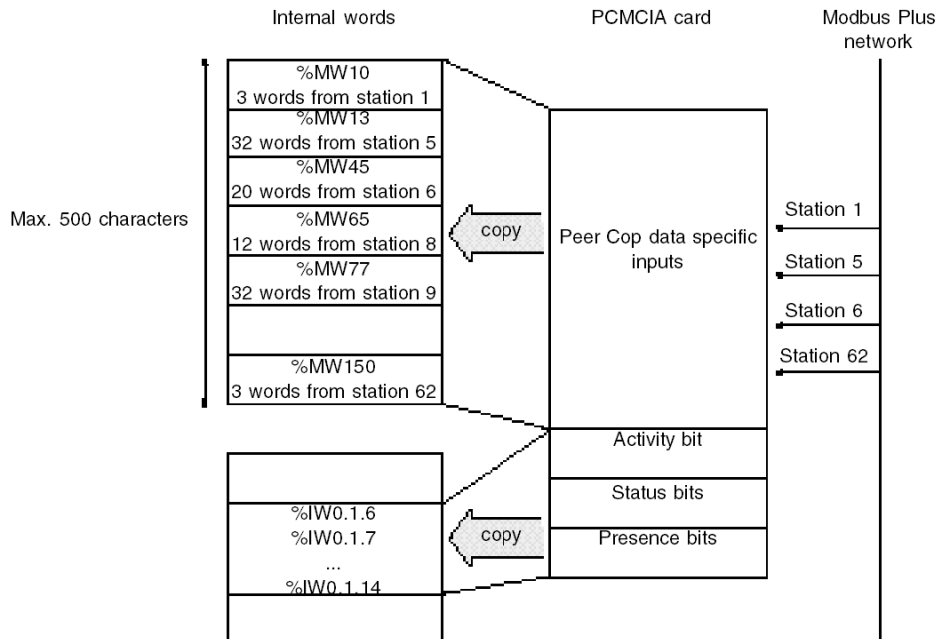 Internal words
PCMCIA card
Modbus Plus
network
%MW10
3 words from station 1
%MW13
32 words from station 5
%MW45
20 words from station 6
%MW65
12 words from station 8
%MW77
32 words from station 9
%MW150
3 words from station 62
Max. 500 characters
copy
Peer Cop data specific
inputs
Station 1
Station 5
Station 6
Station 62
Activity bit
Status bits
Presence bits
%IW0.1.6
%IW0.1.7
...
%IW0.1.14
copy